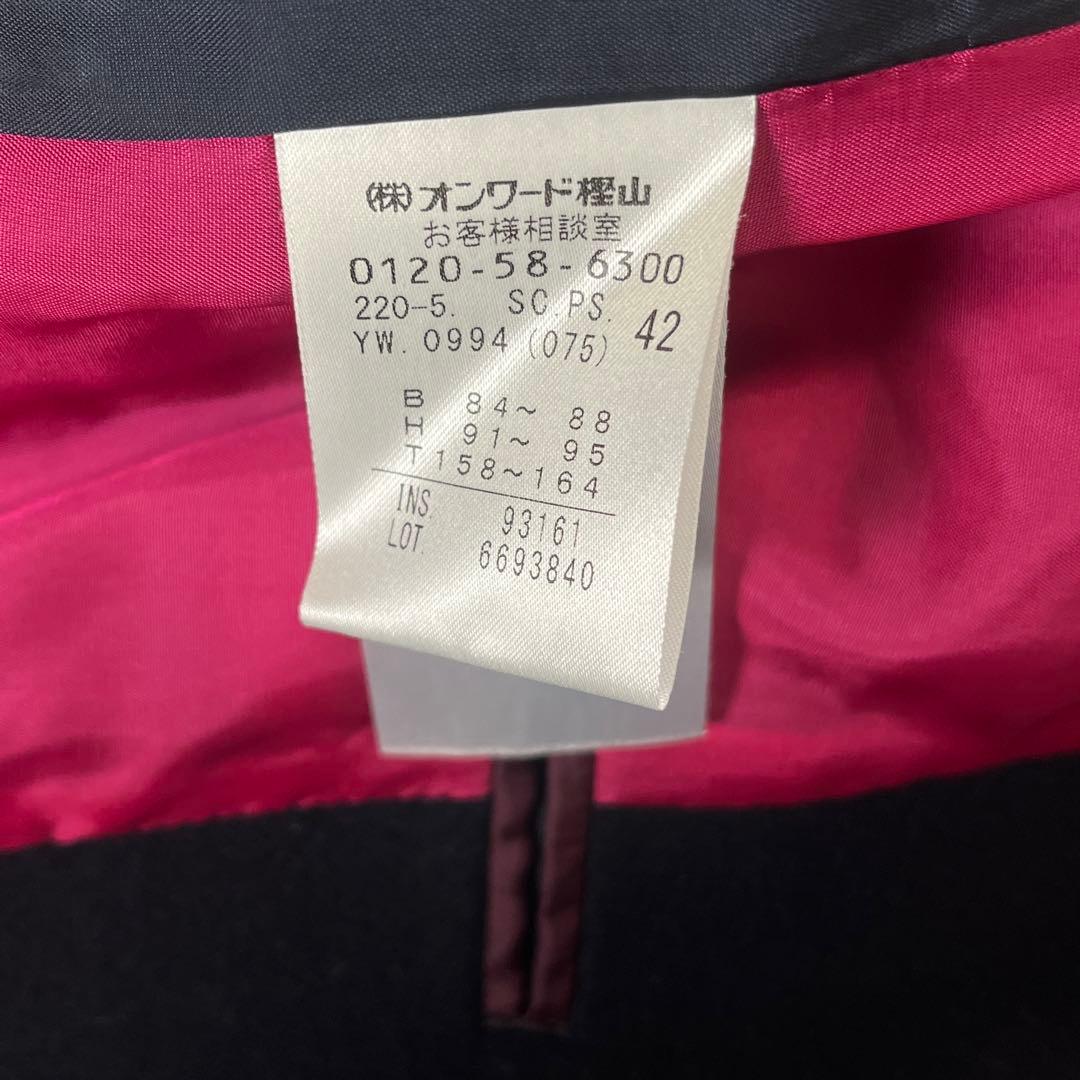 (株)オンワード樫山
お客様相談室
0120-58-6300
220-5. SC.PS.
YW. 0994 (075) 42
B 84~ 88
H 91~ 95
T 158~164
INS. 93161
LOT. 6693840